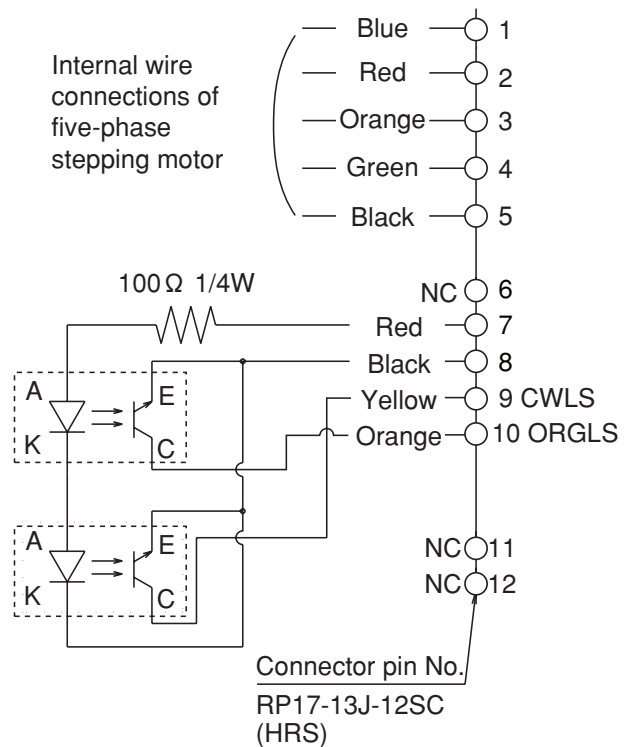 Blue 1
Internal wire
connections of
five-phase
stepping motor
Red 2
Orange 3
Green 4
Black 5
100Ω 1/4W
NC 6
Red 7
Black 8
A
E
Yellow 9 CWLS
K
C
Orange 10 ORGLS
A
E
NC 11
K
C
NC 12
Connector pin No.
RP17-13J-12SC
(HRS)